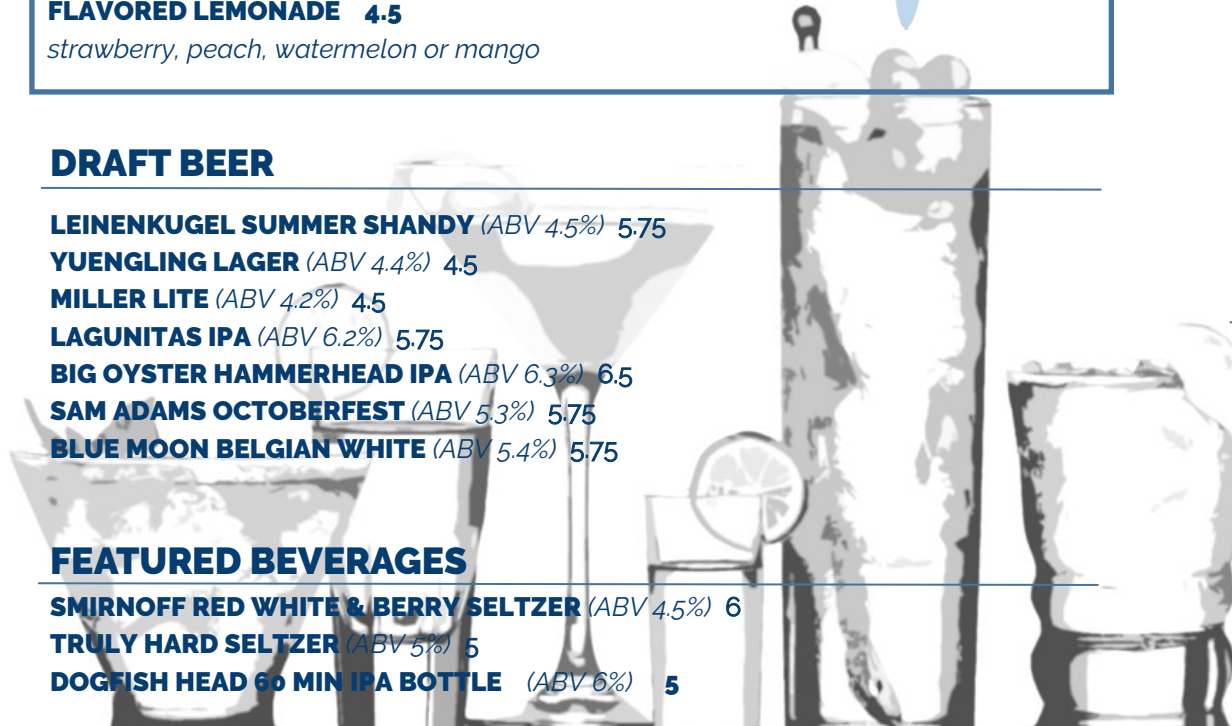 FLAVORED LEMONADE 4.5
strawberry, peach, watermelon or mango
DRAFT BEER
LEINENKUGEL SUMMER SHANDY (ABV 4.5%) 5.75
YUENGLING LAGER (ABV 4.4%) 4.5
MILLER LITE (ABV 4.2%) 4.5
LAGUNITAS IPA (ABV 6.2%) 5.75
BIG OYSTER HAMMERHEAD IPA (ABV 6.3%) 6.5
SAM ADAMS OCTOBERFEST (ABV 5.3%) 5.75
BLUE MOON BELGIAN WHITE (ABV 5.4%) 5.75
FEATURED BEVERAGES
SMIRNOFF RED WHITE & BERRY SELTZER (ABV 4.5%) 6
TRULY HARD SELTZER (ABV 5%) 5
DOGFISH HEAD 60 MIN IPA BOTTLE (ABV 6%) 5